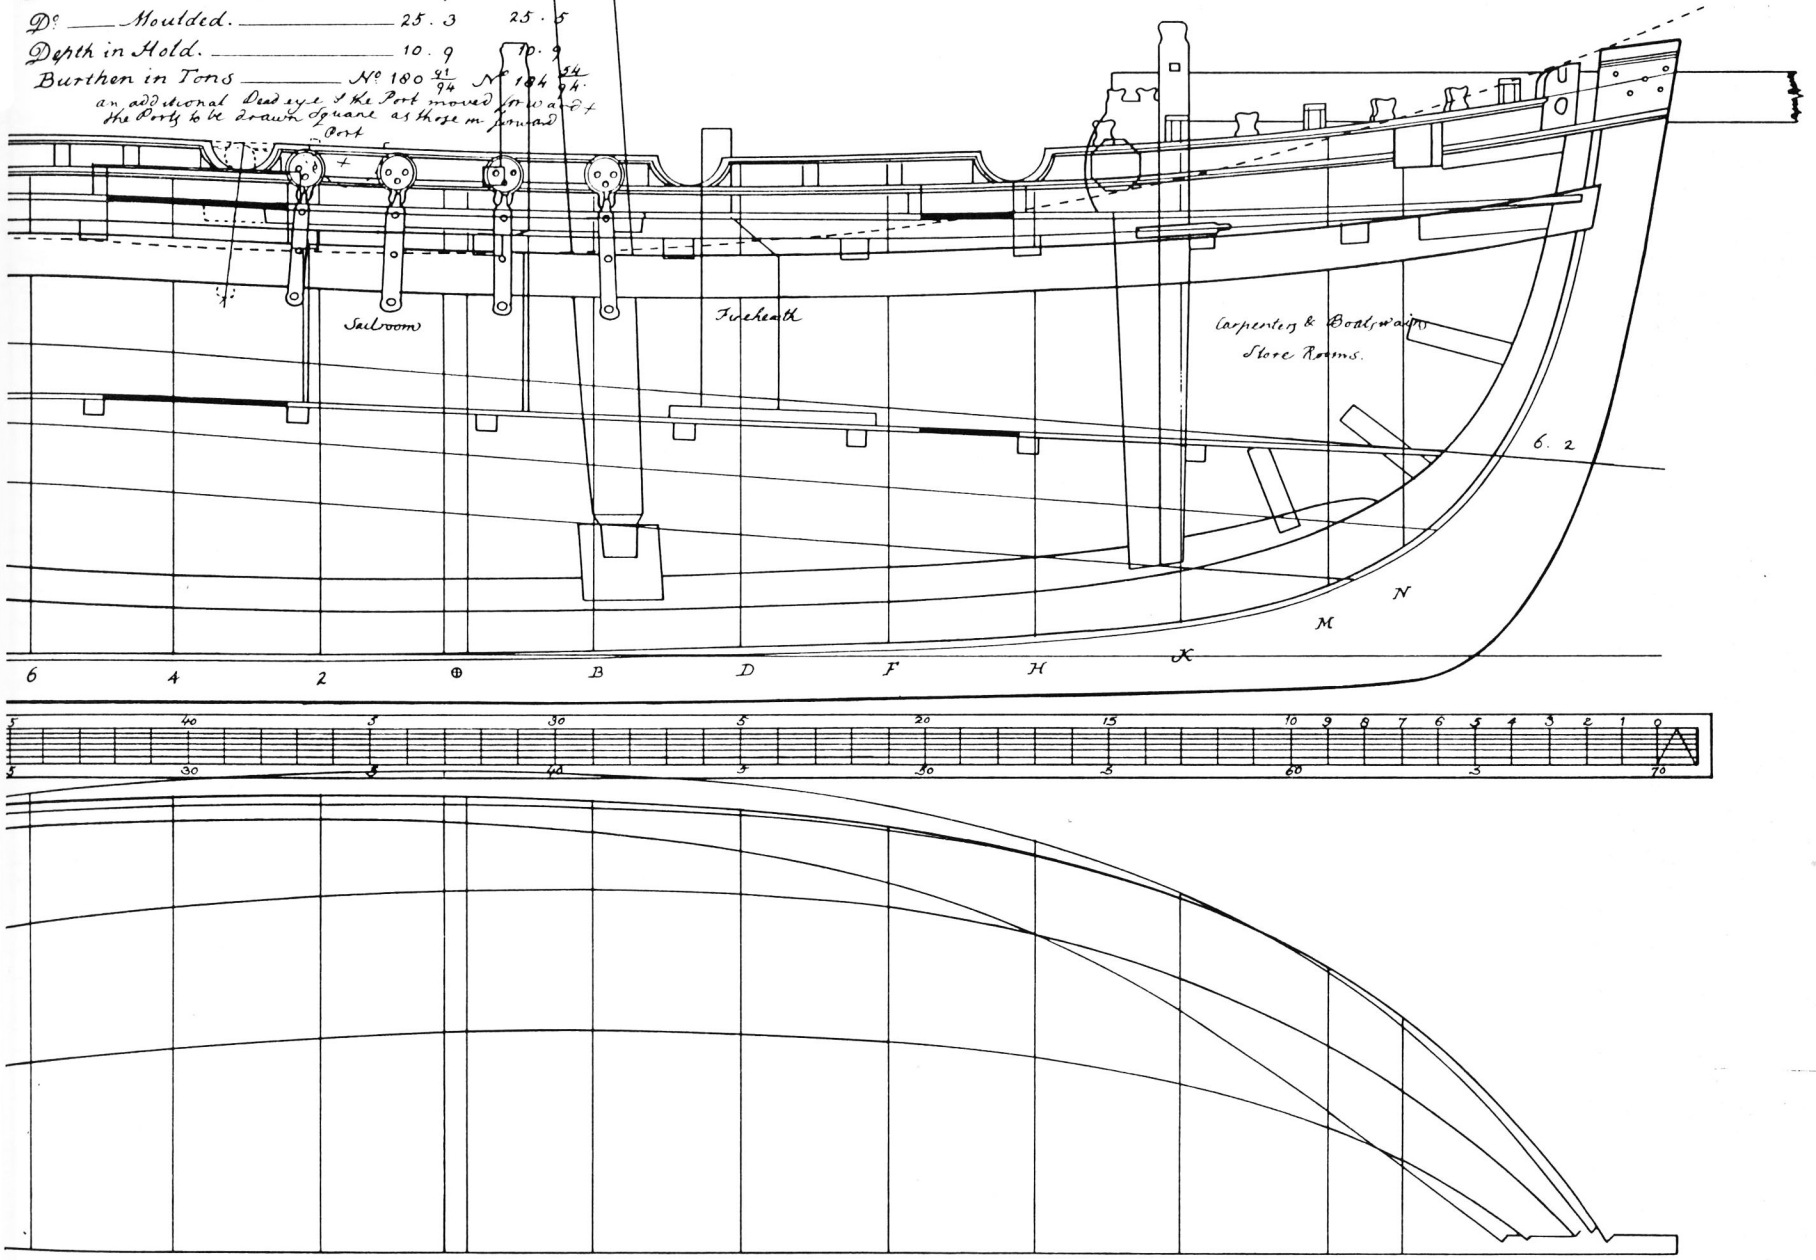 Do Moulded. 25 . 3 25 . 5
Depth in Hold. 10 . 9 10 . 9
Burthen in Tons No 180 91/94 No 184 54/94.
an additional Dead eye & the Port moved forward +
the Ports to be drawn Square as those in forward
Port
+
Sailroom
Firehearth
Carpenters & Boatswains
Store Rooms.
6 . 2
N
M
K
6 4 2 ⊕ B D F H
5 40 5 30 5 20 15 10 9 8 7 6 5 4 3 2 1 0
5 30 5 40 5 50 5 60 5 70